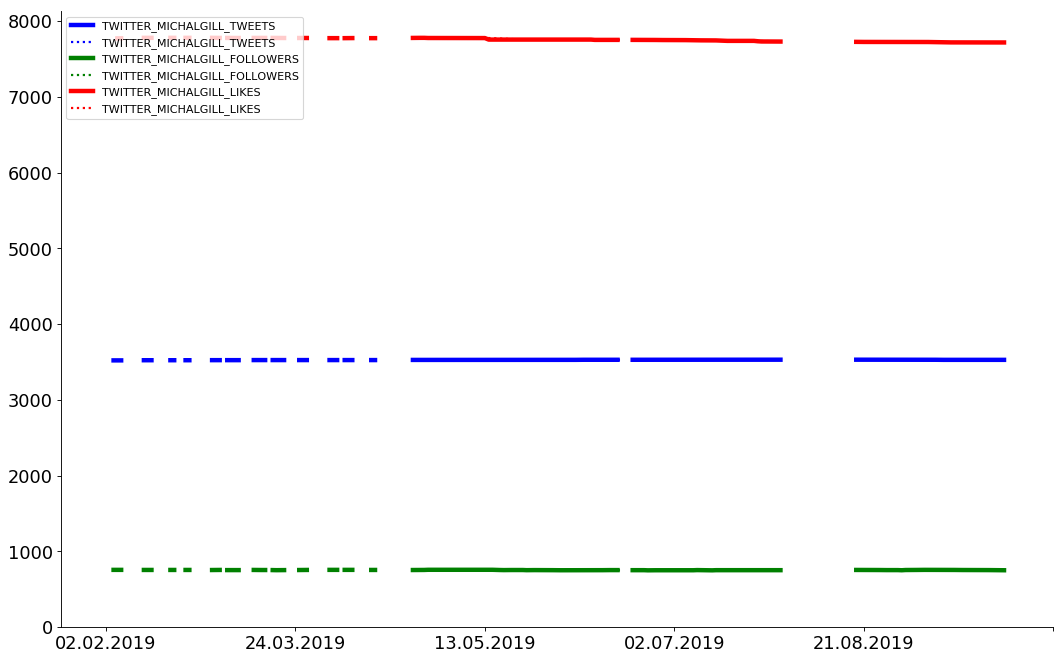 8000
7000
6000
5000
4000
3000
2000
1000
0
TWITTER_MICHALGILL_TWEETS
TWITTER_MICHALGILL_TWEETS
TWITTER_MICHALGILL_FOLLOWERS
TWITTER_MICHALGILL_FOLLOWERS
TWITTER_MICHALGILL_LIKES
TWITTER_MICHALGILL_LIKES
02.02.2019 24.03.2019 13.05.2019 02.07.2019 21.08.2019